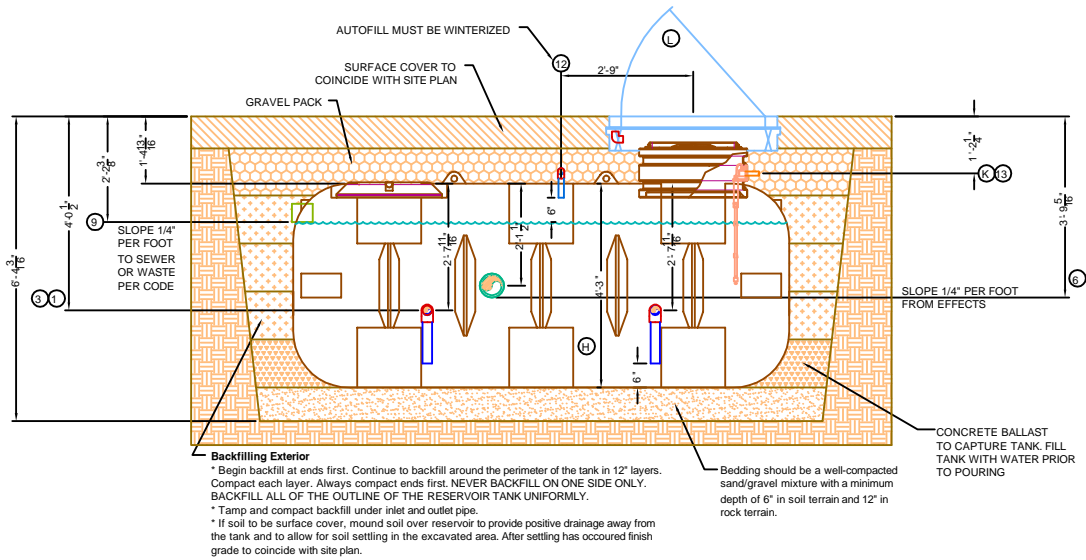 AUTOFILL MUST BE WINTERIZED
12
L
2'-9"
SURFACE COVER TO
COINCIDE WITH SITE PLAN
GRAVEL PACK
1'-4 13/16"
2'-2 3/8"
4'-0 1/2"
6'-4 3/16"
1'-2 1/4"
3'-9 5/16"
K
13
9
SLOPE 1/4"
PER FOOT
TO SEWER
OR WASTE
PER CODE
3
1
6"
2'-7 11/16"
2'-1 1/2"
2'-7 11/16"
4'-3"
6
SLOPE 1/4" PER FOOT
FROM EFFECTS
H
6"
CONCRETE BALLAST
TO CAPTURE TANK. FILL
TANK WITH WATER PRIOR
TO POURING
Backfilling Exterior
* Begin backfill at ends first. Continue to backfill around the perimeter of the tank in 12" layers.
Compact each layer. Always compact ends first. NEVER BACKFILL ON ONE SIDE ONLY.
BACKFILL ALL OF THE OUTLINE OF THE RESERVOIR TANK UNIFORMLY.
* Tamp and compact backfill under inlet and outlet pipe.
* If soil to be surface cover, mound soil over reservoir to provide positive drainage away from
the tank and to allow for soil settling in the excavated area. After settling has occoured finish
grade to coincide with site plan.
Bedding should be a well-compacted
sand/gravel mixture with a minimum
depth of 6" in soil terrain and 12" in
rock terrain.